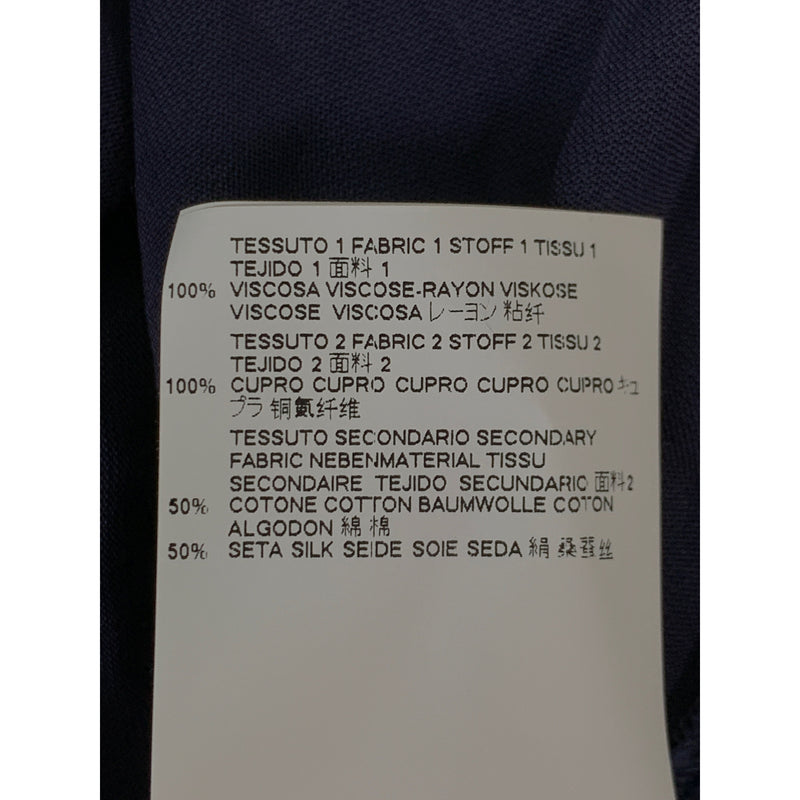 TESSUTO 1 FABRIC 1 STOFF 1 TISSU 1
TEJIDO 1 面料 1
100% VISCOSA VISCOSE-RAYON VISKOSE
VISCOSE VISCOSA レーヨン 粘纤
TESSUTO 2 FABRIC 2 STOFF 2 TISSU 2
TEJIDO 2 面料 2
100% CUPRO CUPRO CUPRO CUPRO CUPRO キュ
プラ 铜氨纤维
TESSUTO SECONDARIO SECONDARY
FABRIC NEBENMATERIAL TISSU
SECONDAIRE TEJIDO SECUNDARIO 面料2
50% COTONE COTTON BAUMWOLLE COTON
ALGODON 綿 棉
50% SETA SILK SEIDE SOIE SEDA 絹 桑蚕丝